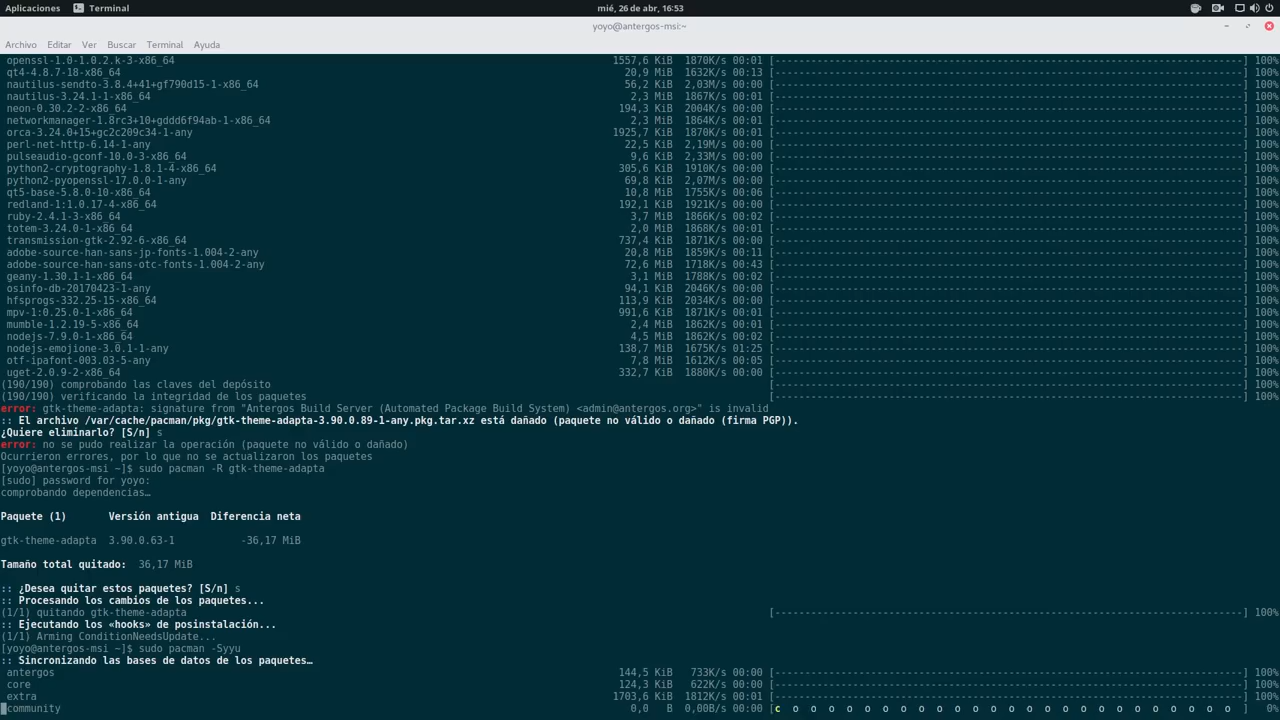 Aplicaciones Terminal mié, 26 de abr, 16:53
yoyo@antergos-msi:~
Archivo Editar Ver Buscar Terminal Ayuda
openssl-1.0-1.0.2.k-3-x86_64 1557,6 KiB 1870K/s 00:01 [----------------------------------------------------------------------------] 100%
qt4-4.8.7-18-x86_64 20,9 MiB 1632K/s 00:13 [----------------------------------------------------------------------------] 100%
nautilus-sendto-3.8.4+41+gf790d15-1-x86_64 56,2 KiB 2,03M/s 00:00 [----------------------------------------------------------------------------] 100%
nautilus-3.24.1-1-x86_64 2,3 MiB 1867K/s 00:01 [----------------------------------------------------------------------------] 100%
neon-0.30.2-2-x86_64 194,3 KiB 2004K/s 00:00 [----------------------------------------------------------------------------] 100%
networkmanager-1.8rc3+10+gddd6f94ab-1-x86_64 2,3 MiB 1864K/s 00:01 [----------------------------------------------------------------------------] 100%
orca-3.24.0+15+gc2c209c34-1-any 1925,7 KiB 1870K/s 00:01 [----------------------------------------------------------------------------] 100%
perl-net-http-6.14-1-any 22,5 KiB 2,19M/s 00:00 [----------------------------------------------------------------------------] 100%
pulseaudio-gconf-10.0-3-x86_64 9,6 KiB 2,33M/s 00:00 [----------------------------------------------------------------------------] 100%
python2-cryptography-1.8.1-4-x86_64 305,6 KiB 1910K/s 00:00 [----------------------------------------------------------------------------] 100%
python2-pyopenssl-17.0.0-1-any 69,8 KiB 2,07M/s 00:00 [----------------------------------------------------------------------------] 100%
qt5-base-5.8.0-10-x86_64 10,8 MiB 1755K/s 00:06 [----------------------------------------------------------------------------] 100%
redland-1:1.0.17-4-x86_64 192,1 KiB 1921K/s 00:00 [----------------------------------------------------------------------------] 100%
ruby-2.4.1-3-x86_64 3,7 MiB 1866K/s 00:02 [----------------------------------------------------------------------------] 100%
totem-3.24.0-1-x86_64 2,0 MiB 1868K/s 00:01 [----------------------------------------------------------------------------] 100%
transmission-gtk-2.92-6-x86_64 737,4 KiB 1871K/s 00:00 [----------------------------------------------------------------------------] 100%
adobe-source-han-sans-jp-fonts-1.004-2-any 20,8 MiB 1859K/s 00:11 [----------------------------------------------------------------------------] 100%
adobe-source-han-sans-otc-fonts-1.004-2-any 72,6 MiB 1718K/s 00:43 [----------------------------------------------------------------------------] 100%
geany-1.30.1-1-x86_64 3,1 MiB 1788K/s 00:02 [----------------------------------------------------------------------------] 100%
osinfo-db-20170423-1-any 94,1 KiB 2046K/s 00:00 [----------------------------------------------------------------------------] 100%
hfsprogs-332.25-15-x86_64 113,9 KiB 2034K/s 00:00 [----------------------------------------------------------------------------] 100%
mpv-1:0.25.0-1-x86_64 991,6 KiB 1871K/s 00:01 [----------------------------------------------------------------------------] 100%
mumble-1.2.19-5-x86_64 2,4 MiB 1862K/s 00:01 [----------------------------------------------------------------------------] 100%
nodejs-7.9.0-1-x86_64 4,5 MiB 1862K/s 00:02 [----------------------------------------------------------------------------] 100%
nodejs-emojione-3.0.1-1-any 138,7 MiB 1675K/s 01:25 [----------------------------------------------------------------------------] 100%
otf-ipafont-003.03-5-any 7,8 MiB 1612K/s 00:05 [----------------------------------------------------------------------------] 100%
uget-2.0.9-2-x86_64 332,7 KiB 1880K/s 00:00 [----------------------------------------------------------------------------] 100%
(190/190) comprobando las claves del depósito [----------------------------------------------------------------------------] 100%
(190/190) verificando la integridad de los paquetes [----------------------------------------------------------------------------] 100%
error: gtk-theme-adapta: signature from "Antergos Build Server (Automated Package Build System) <admin@antergos.org>" is invalid
:: El archivo /var/cache/pacman/pkg/gtk-theme-adapta-3.90.0.89-1-any.pkg.tar.xz está dañado (paquete no válido o dañado (firma PGP)).
¿Quiere eliminarlo? [S/n] s
error: no se pudo realizar la operación (paquete no válido o dañado)
Ocurrieron errores, por lo que no se actualizaron los paquetes
[yoyo@antergos-msi ~]$ sudo pacman -R gtk-theme-adapta
[sudo] password for yoyo:
comprobando dependencias…
Paquete (1) Versión antigua Diferencia neta
gtk-theme-adapta 3.90.0.63-1 -36,17 MiB
Tamaño total quitado: 36,17 MiB
:: ¿Desea quitar estos paquetes? [S/n] s
:: Procesando los cambios de los paquetes...
(1/1) quitando gtk-theme-adapta [----------------------------------------------------------------------------] 100%
:: Ejecutando los «hooks» de posinstalación...
(1/1) Arming ConditionNeedsUpdate...
[yoyo@antergos-msi ~]$ sudo pacman -Syyu
:: Sincronizando las bases de datos de los paquetes…
antergos 144,5 KiB 733K/s 00:00 [----------------------------------------------------------------------------] 100%
core 124,3 KiB 622K/s 00:00 [----------------------------------------------------------------------------] 100%
extra 1703,6 KiB 1812K/s 00:01 [----------------------------------------------------------------------------] 100%
community 0,0 B 0,00B/s 00:00 [c o o o o o o o o o o o o o o o o o o o o o o o o o ] 0%